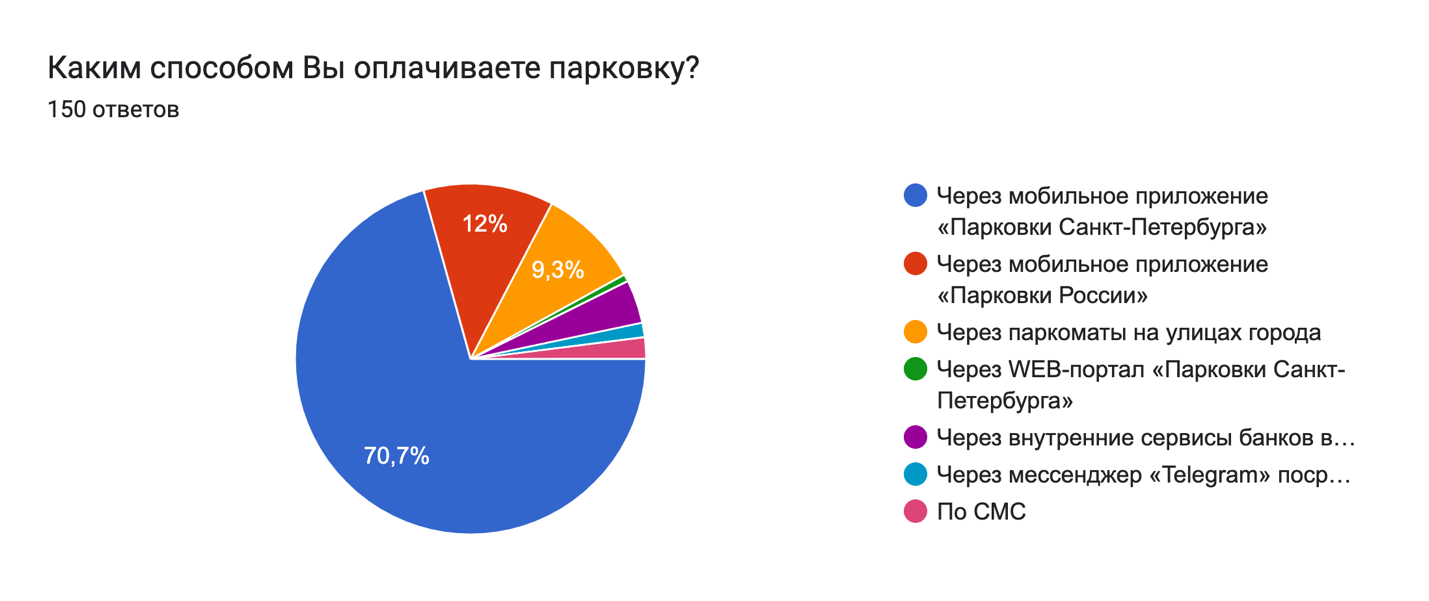 Каким способом Вы оплачиваете парковку?
150 ответов
12%
9,3%
70,7%
Через мобильное приложение
«Парковки Санкт-Петербурга»
Через мобильное приложение
«Парковки России»
Через паркоматы на улицах города
Через WEB-портал «Парковки Санкт-
Петербурга»
Через внутренние сервисы банков в…
Через мессенджер «Telegram» поср…
По СМС